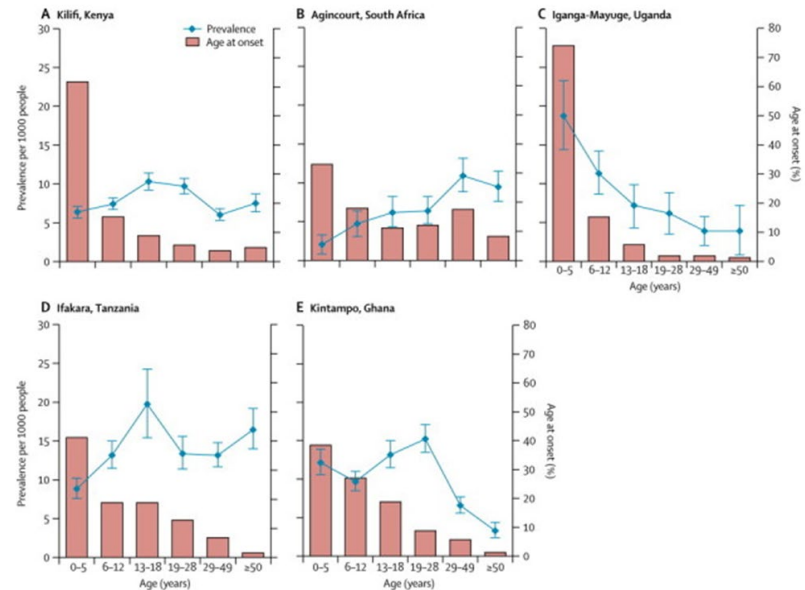 A Kilifi, Kenya
Prevalence
Age at onset
B Agincourt, South Africa
C Iganga-Mayuge, Uganda
Prevalence per 1000 people
30
25
20
15
10
5
0
80
70
60
50
40
30
20
10
0
Age at onset (%)
0–5 6–12 13–18 19–28 29–49 ≥50
Age (years)
D Ifakara, Tanzania
E Kintampo, Ghana
Prevalence per 1000 people
30
25
20
15
10
5
0
80
70
60
50
40
30
20
10
0
Age at onset (%)
0–5 6–12 13–18 19–28 29–49 ≥50
Age (years)
0–5 6–12 13–18 19–28 29–49 ≥50
Age (years)